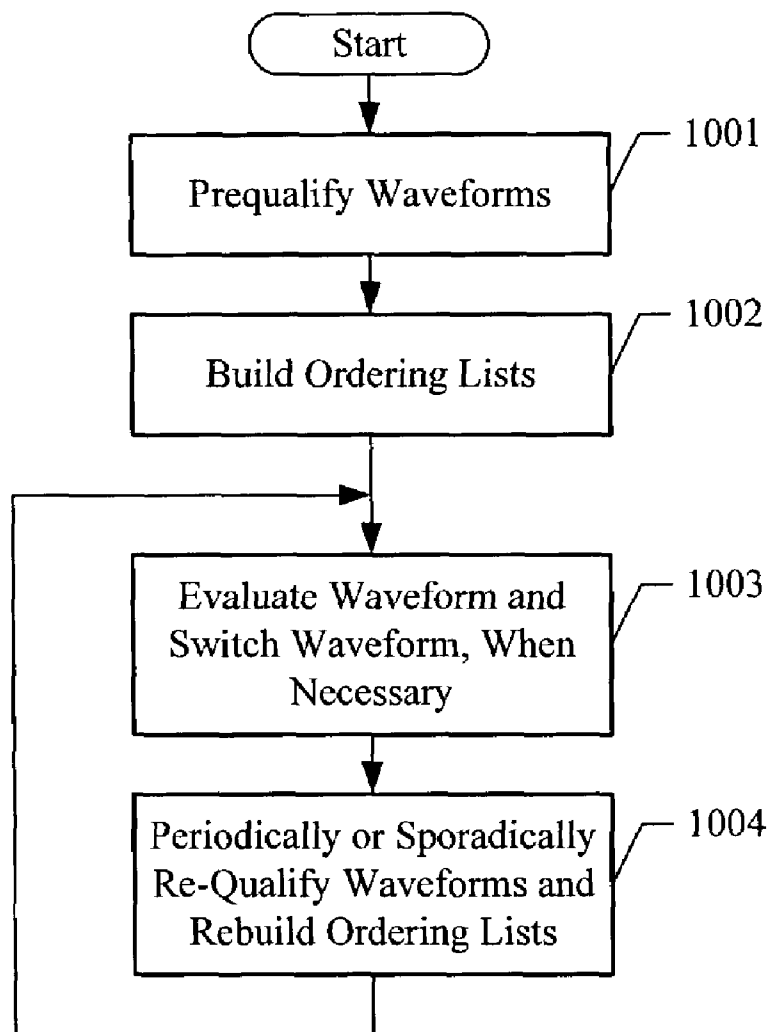 Start
1001
Prequalify Waveforms
1002
Build Ordering Lists
1003
Evaluate Waveform and
Switch Waveform, When
Necessary
1004
Periodically or Sporadically
Re-Qualify Waveforms and
Rebuild Ordering Lists